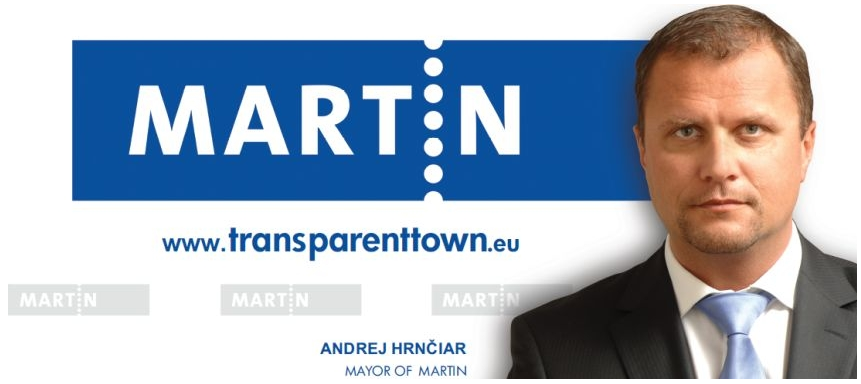 MARTIN
www.transparenttown.eu
MARTIN MARTIN MARTIN
ANDREJ HRNČIAR
MAYOR OF MARTIN